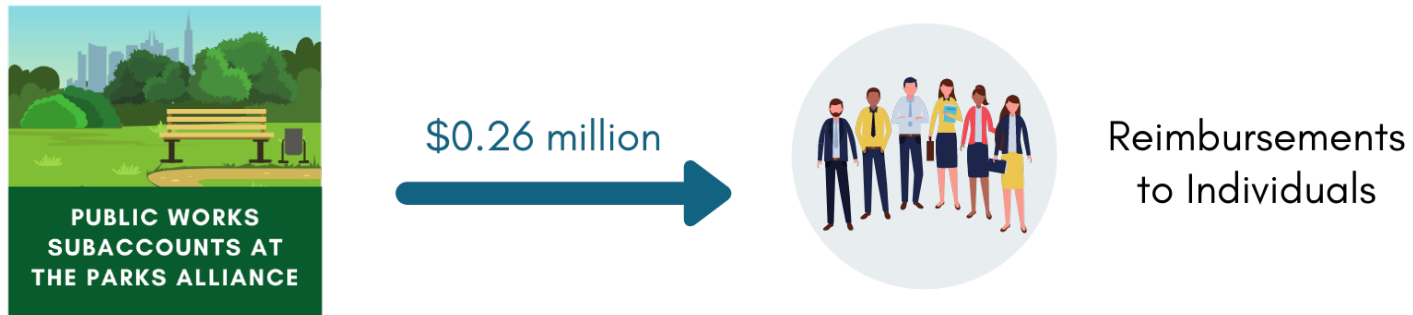 PUBLIC WORKS
SUBACCOUNTS AT
THE PARKS ALLIANCE
$0.26 million
Reimbursements
to Individuals